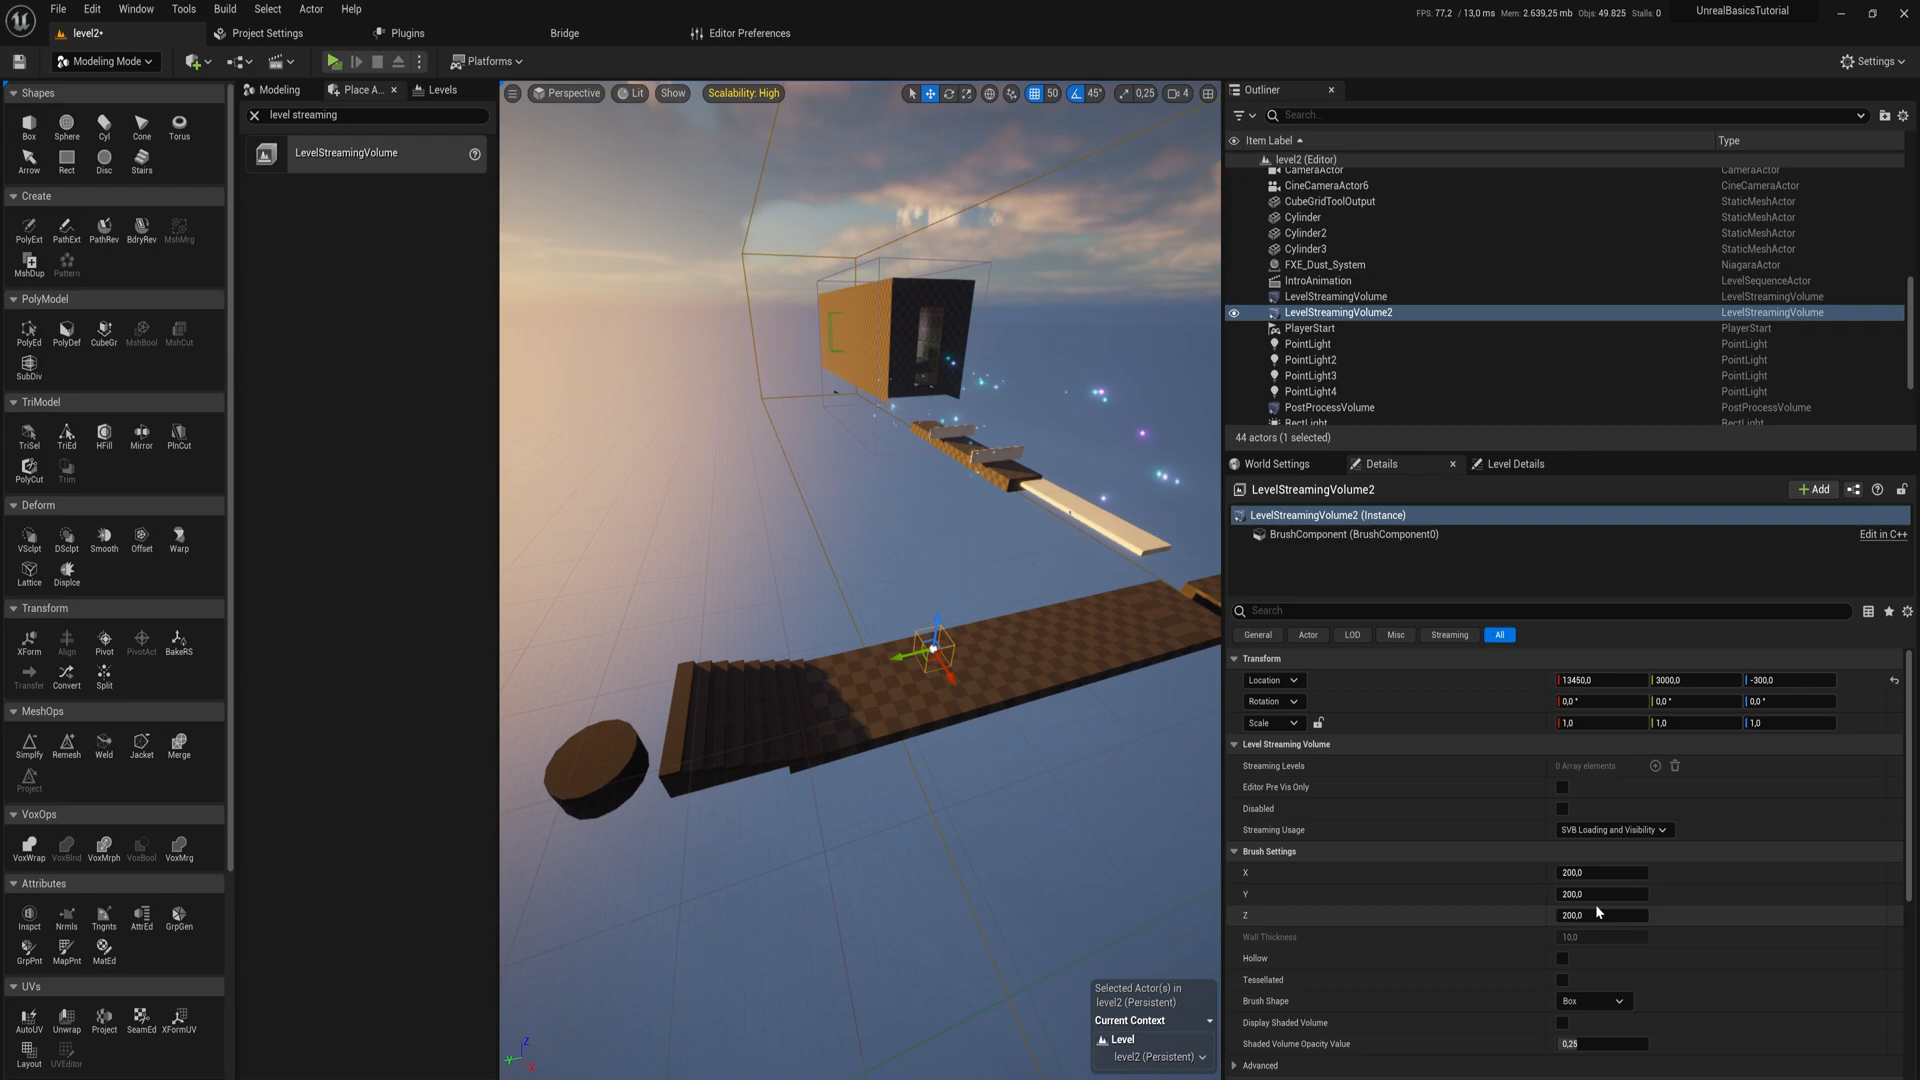 File Edit Window Tools Build Select Actor Help
FPS: 77,2 / 13,0 ms Mem: 2.639,25 mb Objs: 49.825 Stalls: 0
UnrealBasicsTutorial
level2*
Project Settings
Plugins
Bridge
Editor Preferences
Modeling Mode
Platforms
Settings
Shapes
Box Sphere Cyl Cone Torus
Arrow Rect Disc Stairs
Create
PolyExt PathExt PathRev BdryRev MshMrg
MshDup Pattern
PolyModel
PolyEd PolyDef CubeGr MshBool MshCut
SubDiv
TriModel
TriSel TriEd HFill Mirror PlnCut
PolyCut Trim
Deform
VSclpt DSclpt Smooth Offset Warp
Lattice Displce
Transform
XForm Align Pivot PivotAct BakeRS
Transfer Convert Split
MeshOps
Simplfy Remesh Weld Jacket Merge
Project
VoxOps
VoxWrap VoxBlnd VoxMrph VoxBool VoxMrg
Attributes
Inspct Nrmls Tngnts AttrEd GrpGen
GrpPnt MapPnt MatEd
UVs
AutoUV Unwrap Project SeamEd XFormUV
Layout UVEditor
Modeling
Place A...
Levels
level streaming
LevelStreamingVolume
Perspective
Lit
Show
Scalability: High
50
45°
0,25
4
Selected Actor(s) in
level2 (Persistent)
Current Context
Level
level2 (Persistent)
Z
Y
X
Outliner
Search...
Item Label
Type
level2 (Editor)
CameraActor CameraActor
CineCameraActor6 CineCameraActor
CubeGridToolOutput StaticMeshActor
Cylinder StaticMeshActor
Cylinder2 StaticMeshActor
Cylinder3 StaticMeshActor
FXE_Dust_System NiagaraActor
IntroAnimation LevelSequenceActor
LevelStreamingVolume LevelStreamingVolume
LevelStreamingVolume2 LevelStreamingVolume
PlayerStart PlayerStart
PointLight PointLight
PointLight2 PointLight
PointLight3 PointLight
PointLight4 PointLight
PostProcessVolume PostProcessVolume
RectLight RectLight
44 actors (1 selected)
World Settings
Details
Level Details
LevelStreamingVolume2
Add
LevelStreamingVolume2 (Instance)
BrushComponent (BrushComponent0)
Edit in C++
Search
General Actor LOD Misc Streaming All
Transform
Location 13450,0 3000,0 -300,0
Rotation 0,0 ° 0,0 ° 0,0 °
Scale 1,0 1,0 1,0
Level Streaming Volume
Streaming Levels 0 Array elements
Editor Pre Vis Only
Disabled
Streaming Usage SVB Loading and Visibility
Brush Settings
X 200,0
Y 200,0
Z 200,0
Wall Thickness 10,0
Hollow
Tessellated
Brush Shape Box
Display Shaded Volume
Shaded Volume Opacity Value 0,25
Advanced